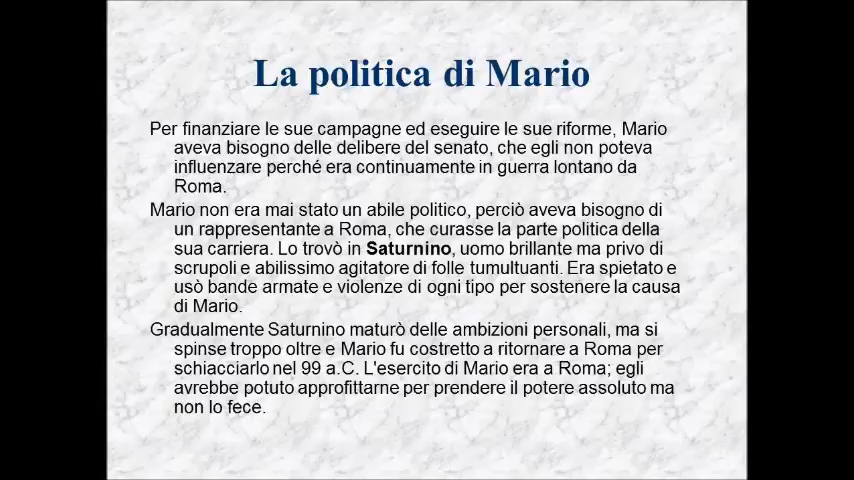 La politica di Mario
Per finanziare le sue campagne ed eseguire le sue riforme, Mario
aveva bisogno delle delibere del senato, che egli non poteva
influenzare perché era continuamente in guerra lontano da
Roma.
Mario non era mai stato un abile politico, perciò aveva bisogno di
un rappresentante a Roma, che curasse la parte politica della
sua carriera. Lo trovò in Saturnino, uomo brillante ma privo di
scrupoli e abilissimo agitatore di folle tumultuanti. Era spietato e
usò bande armate e violenze di ogni tipo per sostenere la causa
di Mario.
Gradualmente Saturnino maturò delle ambizioni personali, ma si
spinse troppo oltre e Mario fu costretto a ritornare a Roma per
schiacciarlo nel 99 a.C. L'esercito di Mario era a Roma; egli
avrebbe potuto approfittarne per prendere il potere assoluto ma
non lo fece.